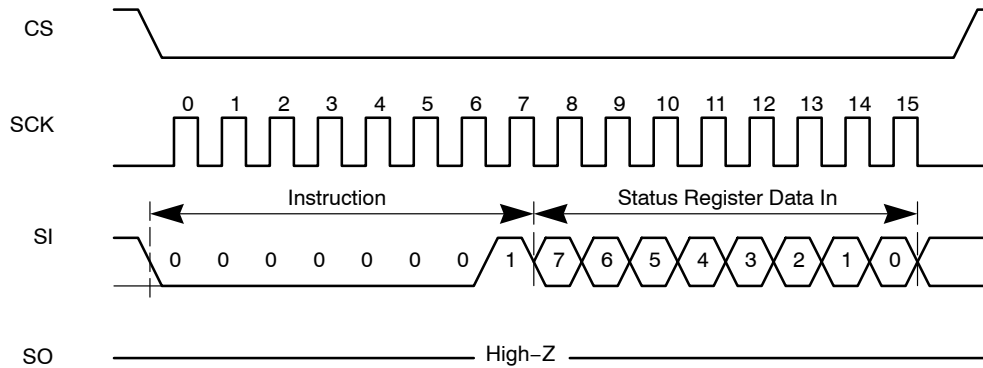 CS
0 1 2 3 4 5 6 7 8 9 10 11 12 13 14 15
SCK
Instruction Status Register Data In
SI
0 0 0 0 0 0 0 1 7 6 5 4 3 2 1 0
SO High−Z